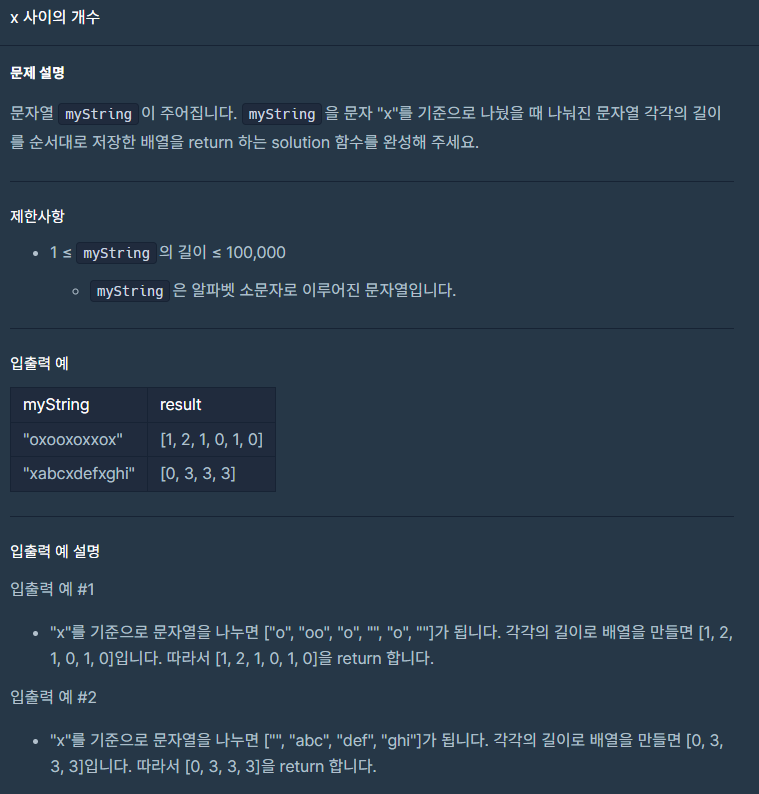 x 사이의 개수
문제 설명
문자열 myString 이 주어집니다. myString 을 문자 "x"를 기준으로 나눴을 때 나눠진 문자열 각각의 길이
를 순서대로 저장한 배열을 return 하는 solution 함수를 완성해 주세요.
제한사항
• 1 ≤ myString 의 길이 ≤ 100,000
◦ myString 은 알파벳 소문자로 이루어진 문자열입니다.
입출력 예
myString result
"oxooxoxxox" [1, 2, 1, 0, 1, 0]
"xabcxdefxghi" [0, 3, 3, 3]
입출력 예 설명
입출력 예 #1
• "x"를 기준으로 문자열을 나누면 ["o", "oo", "o", "", "o", ""]가 됩니다. 각각의 길이로 배열을 만들면 [1, 2,
1, 0, 1, 0]입니다. 따라서 [1, 2, 1, 0, 1, 0]을 return 합니다.
입출력 예 #2
• "x"를 기준으로 문자열을 나누면 ["", "abc", "def", "ghi"]가 됩니다. 각각의 길이로 배열을 만들면 [0, 3,
3, 3]입니다. 따라서 [0, 3, 3, 3]을 return 합니다.